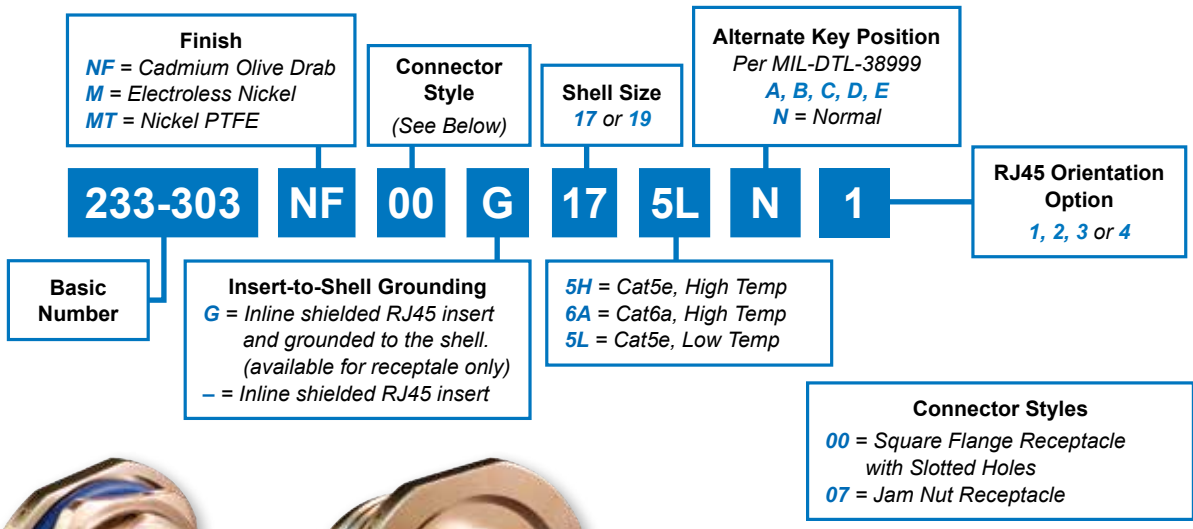 Finish
NF = Cadmium Olive Drab
M = Electroless Nickel
MT = Nickel PTFE
Connector
Style
(See Below)
Shell Size
17 or 19
Alternate Key Position
Per MIL-DTL-38999
A, B, C, D, E
N = Normal
233-303 NF 00 G 17 5L N 1
RJ45 Orientation
Option
1, 2, 3 or 4
Basic
Number
Insert-to-Shell Grounding
G = Inline shielded RJ45 insert
and grounded to the shell.
(available for receptale only)
– = Inline shielded RJ45 insert
5H = Cat5e, High Temp
6A = Cat6a, High Temp
5L = Cat5e, Low Temp
Connector Styles
00 = Square Flange Receptacle
with Slotted Holes
07 = Jam Nut Receptacle